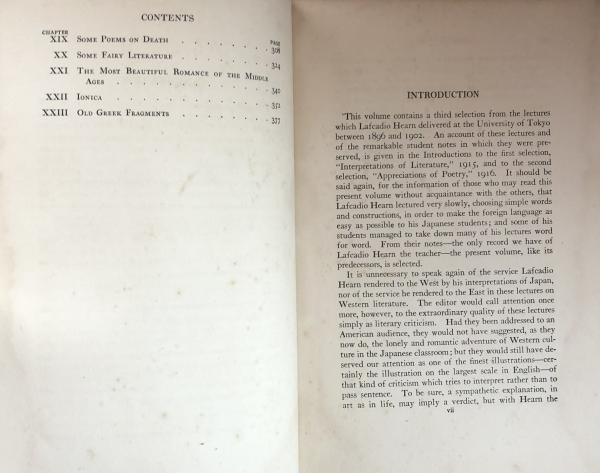 CONTENTS
CHAPTER PAGE
XIX Some Poems on Death . . . . . . . 308
XX Some Fairy Literature . . . . . . . 324
XXI The Most Beautiful Romance of the Middle
Ages . . . . . . . . . . 340
XXII Ionica . . . . . . . . . . 352
XXIII Old Greek Fragments . . . . . . . 377
INTRODUCTION
This volume contains a third selection from the lectures
which Lafcadio Hearn delivered at the University of Tokyo
between 1896 and 1902. An account of these lectures and
of the remarkable student notes in which they were pre-
served, is given in the Introductions to the first selection,
"Interpretations of Literature," 1915, and to the second
selection, "Appreciations of Poetry," 1916. It should be
said again, for the information of those who may read this
present volume without acquaintance with the others, that
Lafcadio Hearn lectured very slowly, choosing simple words
and constructions, in order to make the foreign language as
easy as possible to his Japanese students; and some of his
students managed to take down many of his lectures word
for word. From their notes—the only record we have of
Lafcadio Hearn the teacher—the present volume, like its
predecessors, is selected.
It is unnecessary to speak again of the service Lafcadio
Hearn rendered to the West by his interpretations of Japan,
nor of the service he rendered to the East in these lectures on
Western literature. The editor would call attention once
more, however, to the extraordinary quality of these lectures
simply as literary criticism. Had they been addressed to an
American audience, they would not have suggested, as they
now do, the lonely and romantic adventure of Western cul-
ture in the Japanese classroom; but they would still have de-
served our attention as one of the finest illustrations—cer-
tainly the illustration on the largest scale in English—of
that kind of criticism which tries to interpret rather than to
pass sentence. To be sure, a sympathetic explanation, in
art as in life, may imply a verdict, but with Hearn the
vii